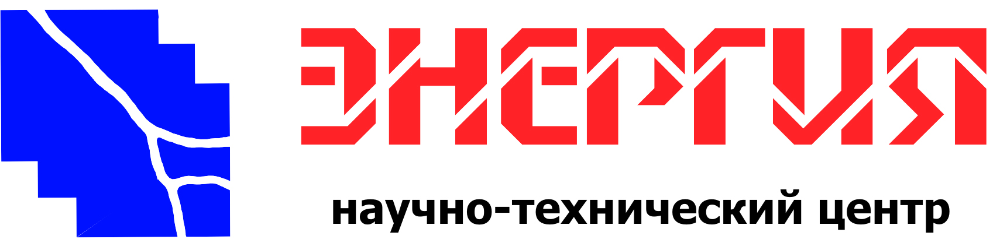 ЭНЕРГИЯ
научно-технический центр